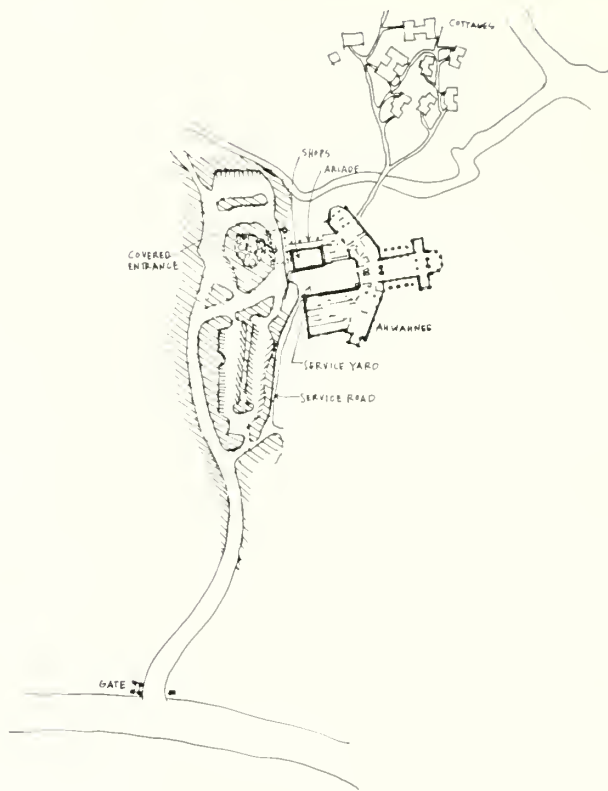 COTTAGES
SHOPS
ARCADE
COVERED
ENTRANCE
AHWAHNEE
SERVICE YARD
SERVICE ROAD
GATE